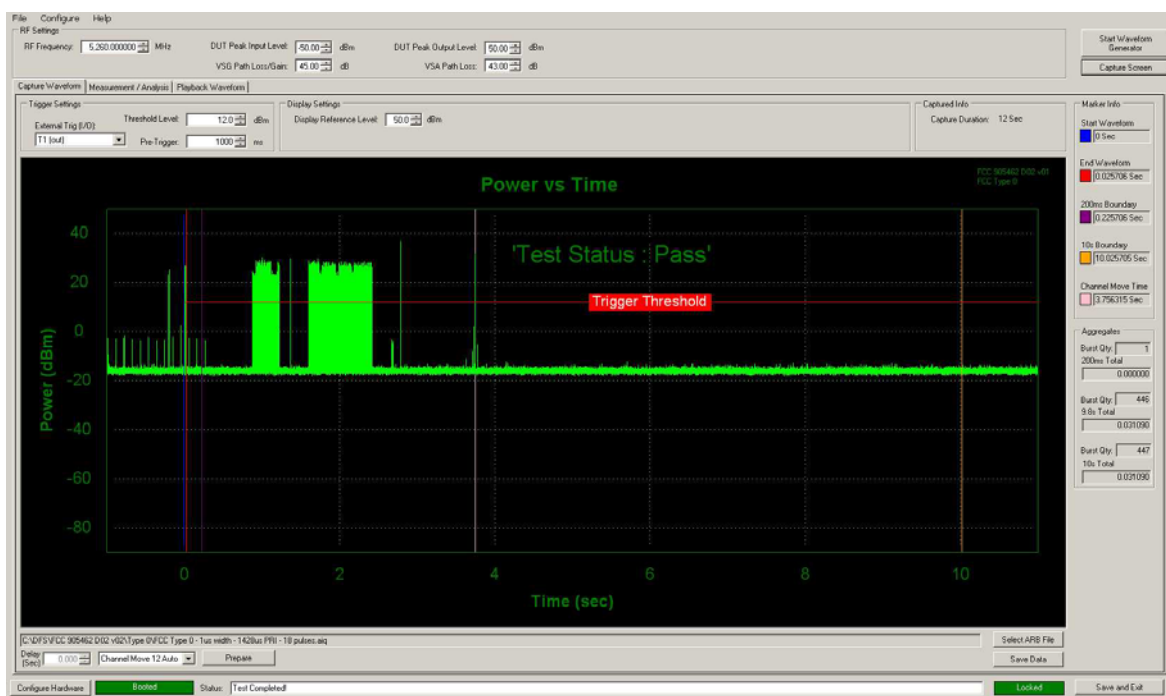 File Configure Help
RF Settings
RF Frequency: 5,260.000000 MHz
DUT Peak Input Level: -50.00 dBm
DUT Peak Output Level: 50.00 dBm
VSG Path Loss/Gain: 45.00 dB
VSA Path Loss: 43.00 dB
Start Waveform Generator
Capture Screen
Capture Waveform Measurement / Analysis Playback Waveform
Trigger Settings
External Trig (I/O):
T1 (out)
Threshold Level: 12.0 dBm
Pre-Trigger: 1000 ms
Display Settings
Display Reference Level: 50.0 dBm
Captured Info
Capture Duration: 12 Sec
Power vs Time
FCC 905462 D02 v01
FCC Type 0
'Test Status : Pass'
Trigger Threshold
Power (dBm)
40
20
0
-20
-40
-60
-80
0 2 4 6 8 10
Time (sec)
Marker Info
Start Waveform
0 Sec
End Waveform
0.025706 Sec
200ms Boundary
0.225706 Sec
10s Boundary
10.025705 Sec
Channel Move Time
3.756315 Sec
Aggregates
Burst Qty: 1
200ms Total
0.000000
Burst Qty: 446
9.8s Total
0.031090
Burst Qty: 447
10s Total
0.031090
C:\DFS\FCC 905462 D02 v02\Type 0\FCC Type 0 - 1us width - 1428us PRI - 18 pulses.aiq
Select ARB File
Delay (Sec) 0.000
Channel Move 12 Auto
Prepare
Save Data
Configure Hardware
Booted
Status: Test Completed!
Locked
Save and Exit